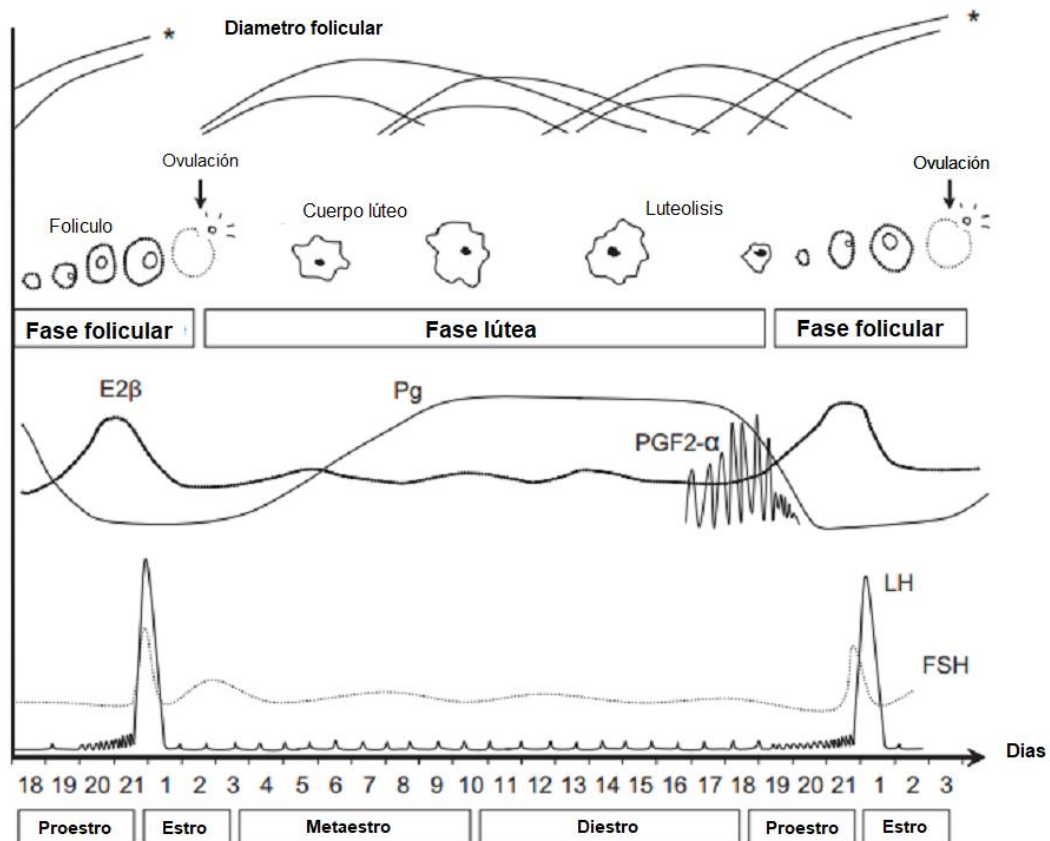 *
Diametro folicular
*
Ovulación
Ovulación
Foliculo
Cuerpo lúteo
Luteolisis
Fase folicular
Fase lútea
Fase folicular
E2β
Pg
PGF2-α
LH
FSH
Dias
18 19 20 21 1 2 3 4 5 6 7 8 9 10 11 12 13 14 15 16 17 18 19 20 21 1 2 3
Proestro Estro Metaestro Diestro Proestro Estro